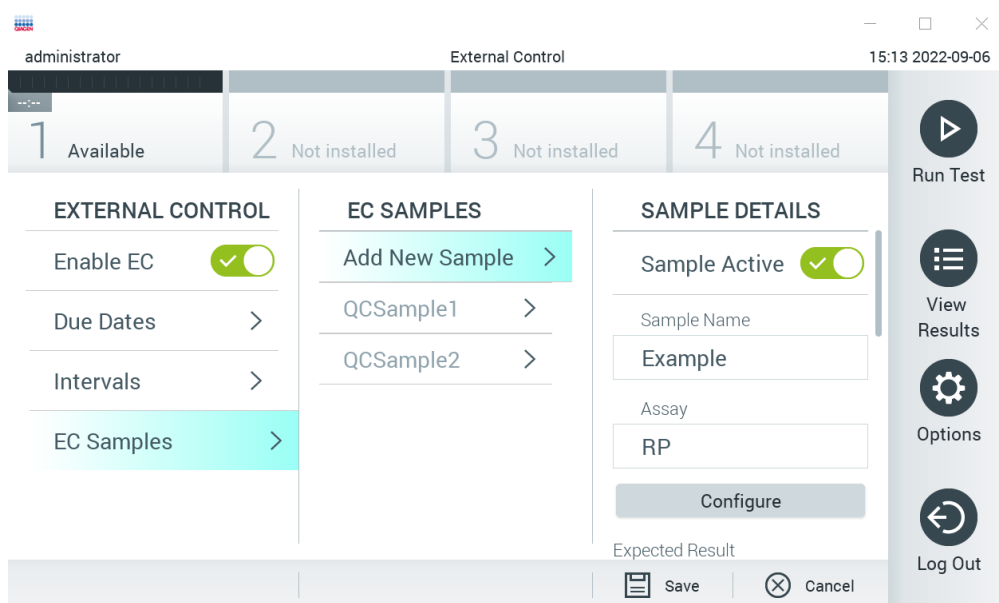 QIAGEN
administrator
External Control
15:13 2022-09-06
--:--
1 Available
2 Not installed
3 Not installed
4 Not installed
Run Test
View
Results
Options
Log Out
EXTERNAL CONTROL
Enable EC
Due Dates
Intervals
EC Samples
EC SAMPLES
Add New Sample
QCSample1
QCSample2
SAMPLE DETAILS
Sample Active
Sample Name
Example
Assay
RP
Configure
Expected Result
Save
Cancel